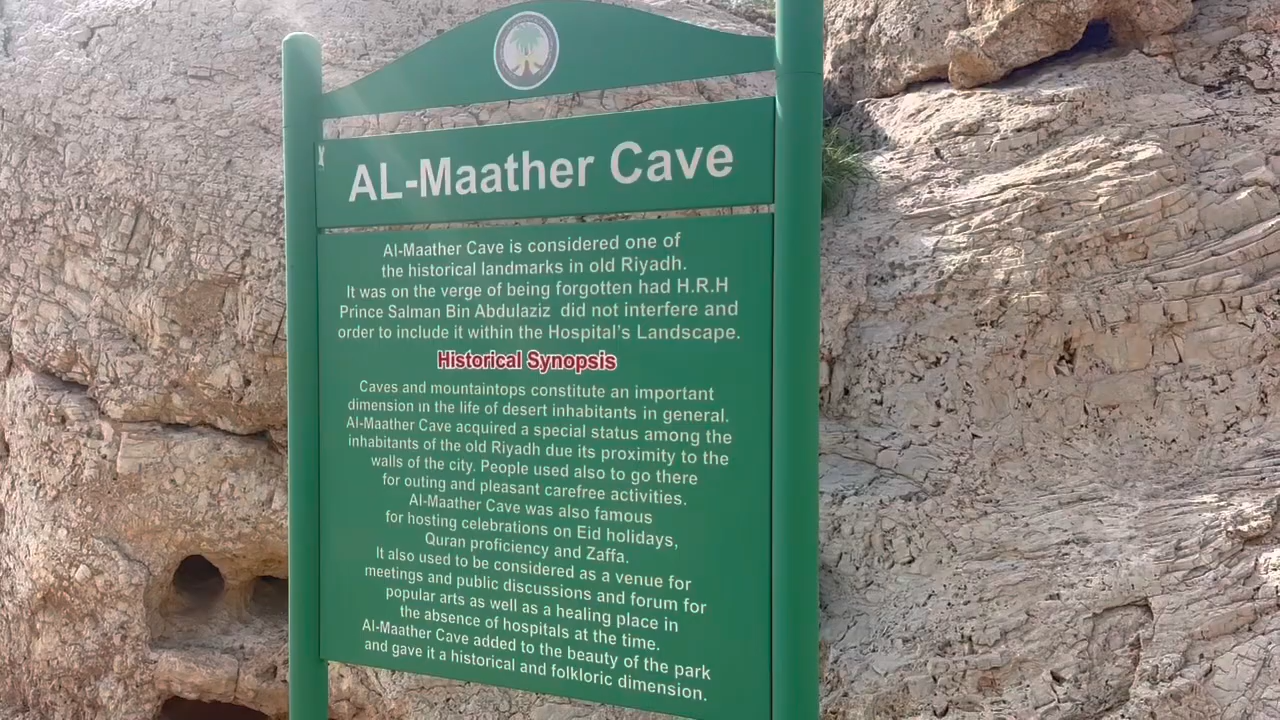 AL-Maather Cave
Al-Maather Cave is considered one of
the historical landmarks in old Riyadh.
It was on the verge of being forgotten had H.R.H
Prince Salman Bin Abdulaziz did not interfere and
order to include it within the Hospital's Landscape.
Historical Synopsis
Caves and mountaintops constitute an important
dimension in the life of desert inhabitants in general.
Al-Maather Cave acquired a special status among the
inhabitants of the old Riyadh due its proximity to the
walls of the city. People used also to go there
for outing and pleasant carefree activities.
Al-Maather Cave was also famous
for hosting celebrations on Eid holidays,
Quran proficiency and Zaffa.
It also used to be considered as a venue for
meetings and public discussions and forum for
popular arts as well as a healing place in
the absence of hospitals at the time.
Al-Maather Cave added to the beauty of the park
and gave it a historical and folkloric dimension.